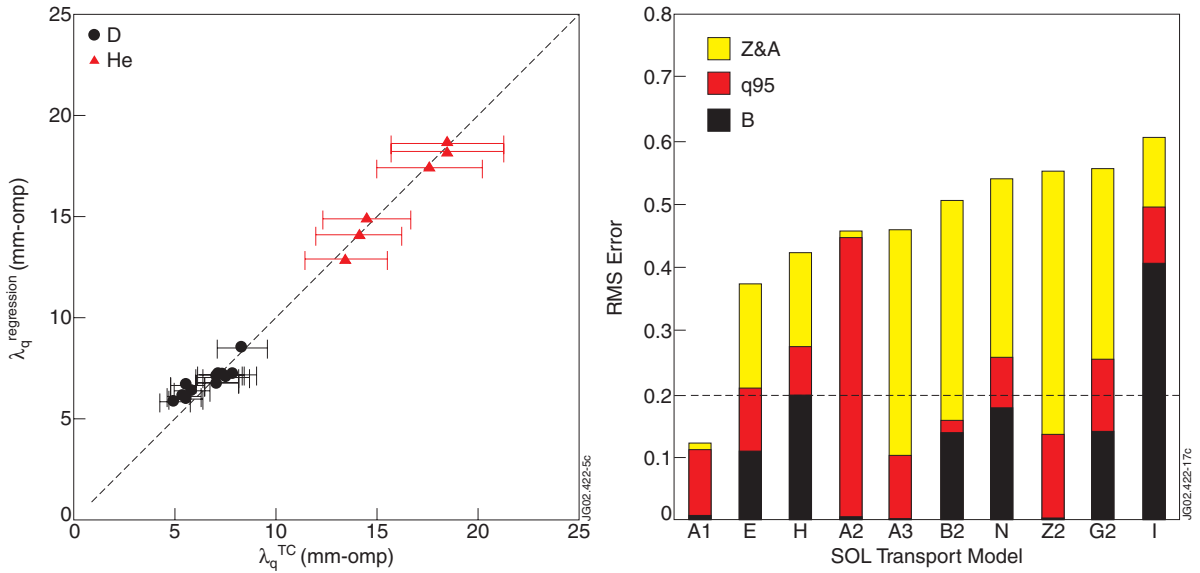 25
20
15
10
5
0
0
5
10
15
20
25
D
He
λq^regression (mm-omp)
λq^TC (mm-omp)
JG02.422-5c
0.8
0.7
0.6
0.5
0.4
0.3
0.2
0.1
0
Z&A
q95
B
RMS Error
A1 E H A2 A3 B2 N Z2 G2 I
SOL Transport Model
JG02.422-17c